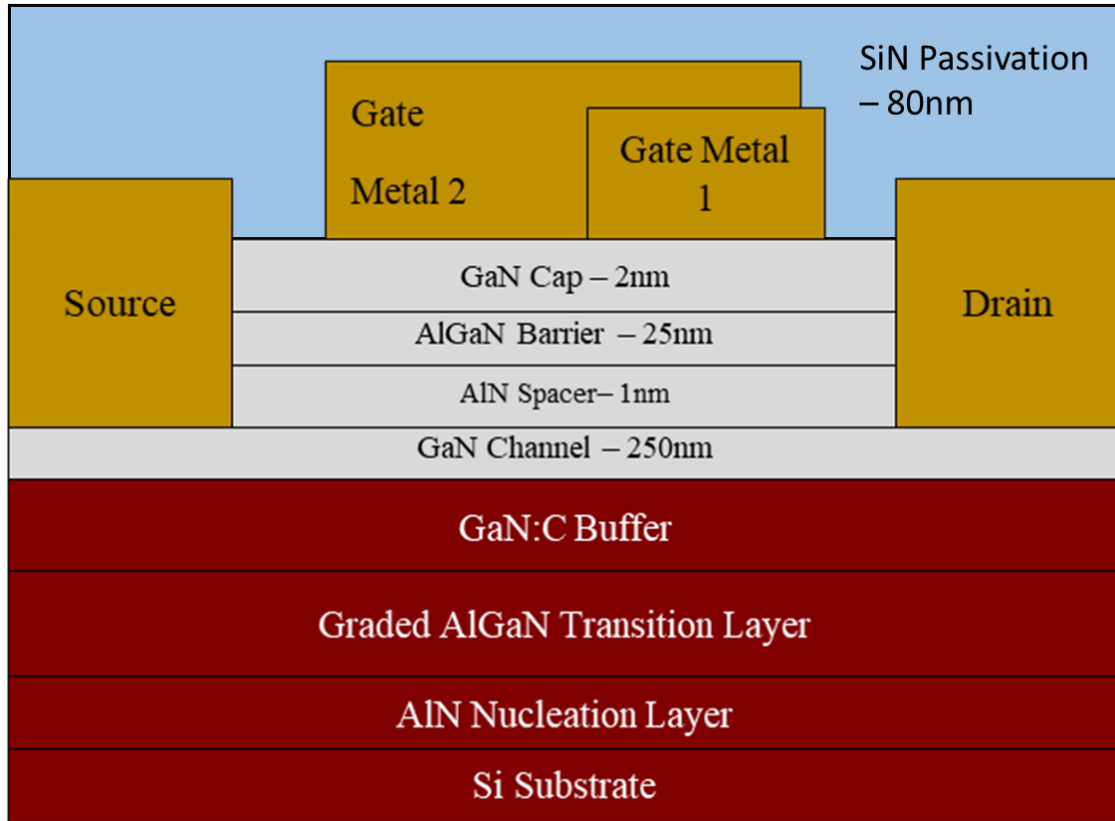 SiN Passivation
– 80nm
Gate
Metal 2
Gate Metal
1
Source
Drain
GaN Cap – 2nm
AlGaN Barrier – 25nm
AlN Spacer– 1nm
GaN Channel – 250nm
GaN:C Buffer
Graded AlGaN Transition Layer
AlN Nucleation Layer
Si Substrate